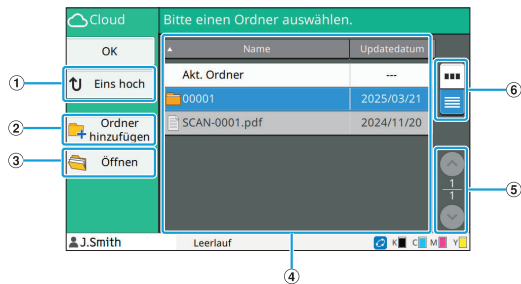 Cloud
Bitte einen Ordner auswählen.
OK
Name
Updatedatum
1
Eins hoch
Akt. Ordner
---
6
00001
2025/03/21
2
Ordner
hinzufügen
SCAN-0001.pdf
2024/11/20
3
Öffnen
1
1
5
J.Smith
Leerlauf
K
C
M
Y
4